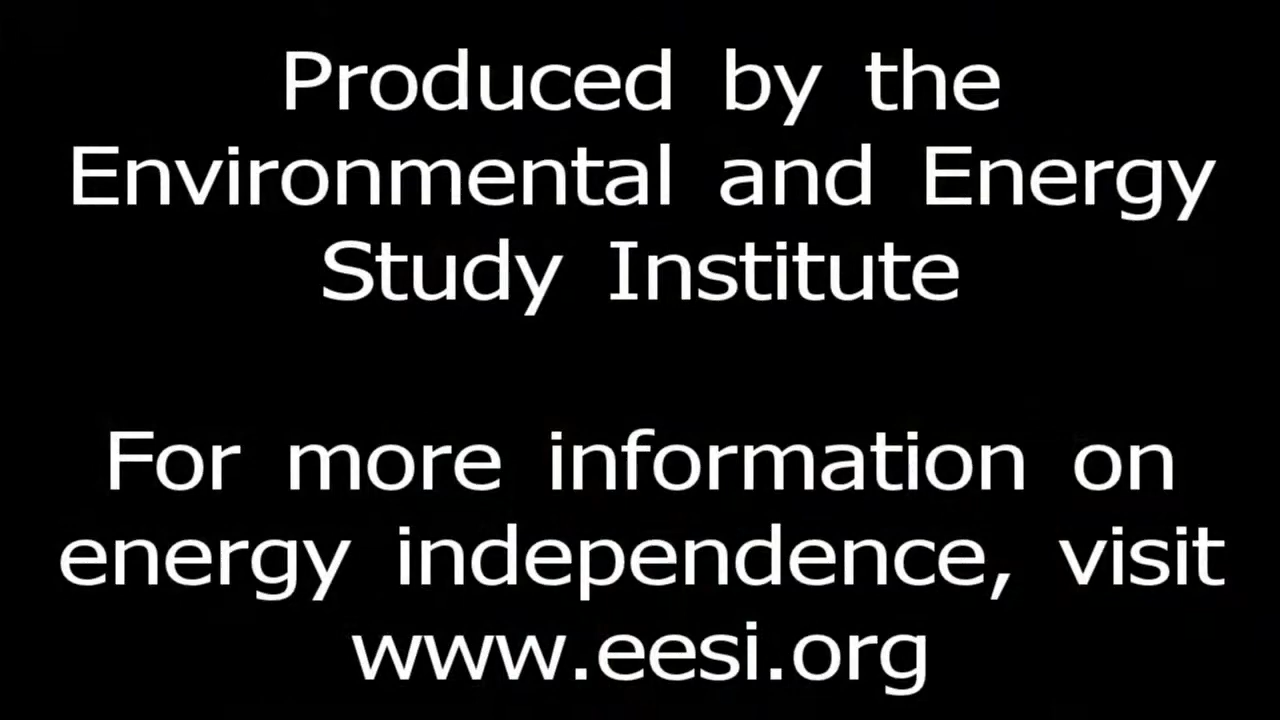 Produced by the
Environmental and Energy
Study Institute
For more information on
energy independence, visit
www.eesi.org